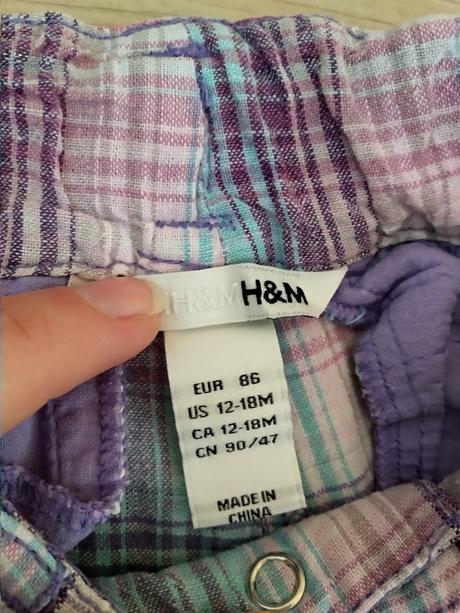 H&M H&M
EUR 86
US 12-18M
CA 12-18M
CN 90/47
MADE IN
CHINA